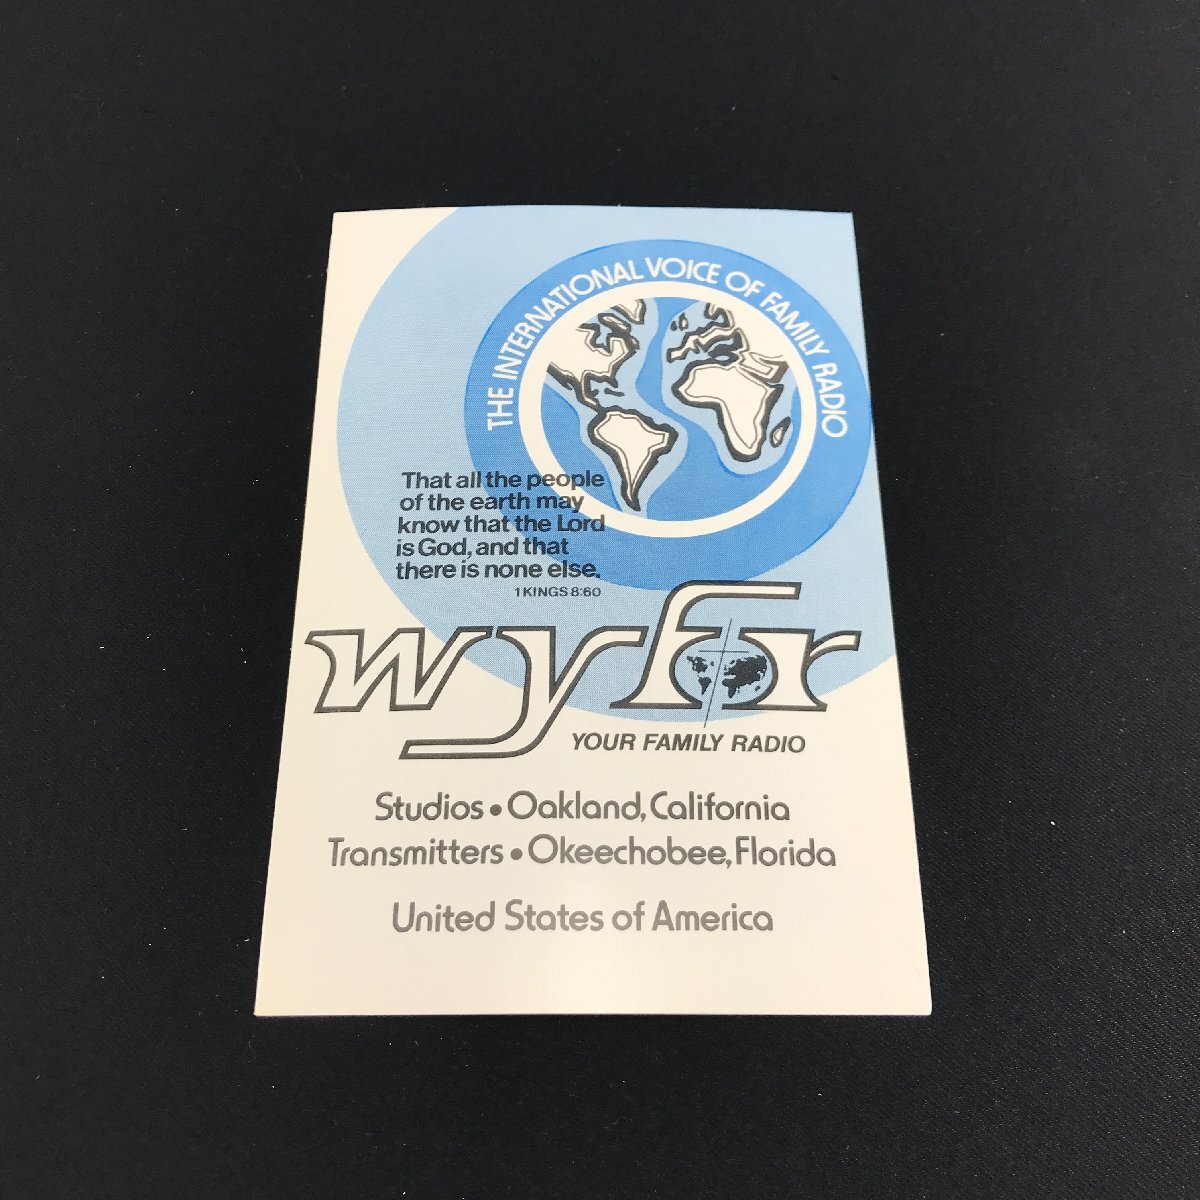 THE INTERNATIONAL VOICE OF FAMILY RADIO
That all the people
of the earth may
know that the Lord
is God, and that
there is none else.
1 KINGS 8:60
wyfr
YOUR FAMILY RADIO
Studios • Oakland, California
Transmitters • Okeechobee, Florida
United States of America